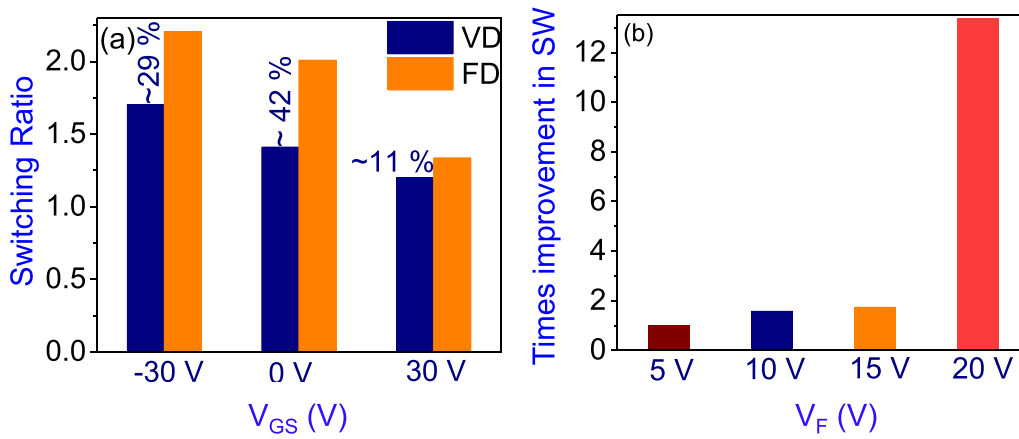 (a)
VD
FD
Switching Ratio
2.0
1.5
1.0
0.5
0.0
~29 %
~ 42 %
~11 %
-30 V
0 V
30 V
V_GS (V)
(b)
Times improvement in SW
12
10
8
6
4
2
0
5 V
10 V
15 V
20 V
V_F (V)